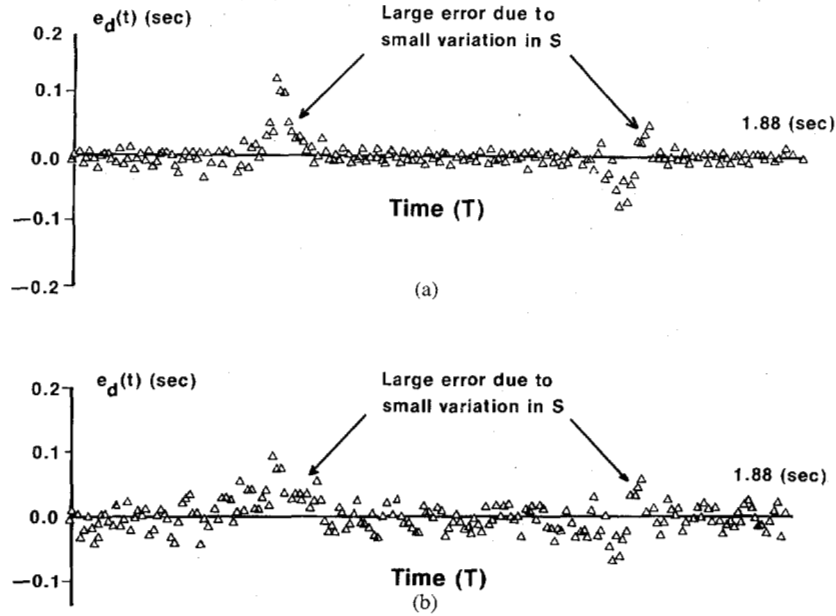 e_d(t) (sec)
Large error due to
small variation in S
0.2
0.1
1.88 (sec)
0.0
Time (T)
—0.1
—0.2
(a)
e_d(t) (sec)
Large error due to
small variation in S
0.2
0.1
1.88 (sec)
0.0
Time (T)
—0.1
(b)